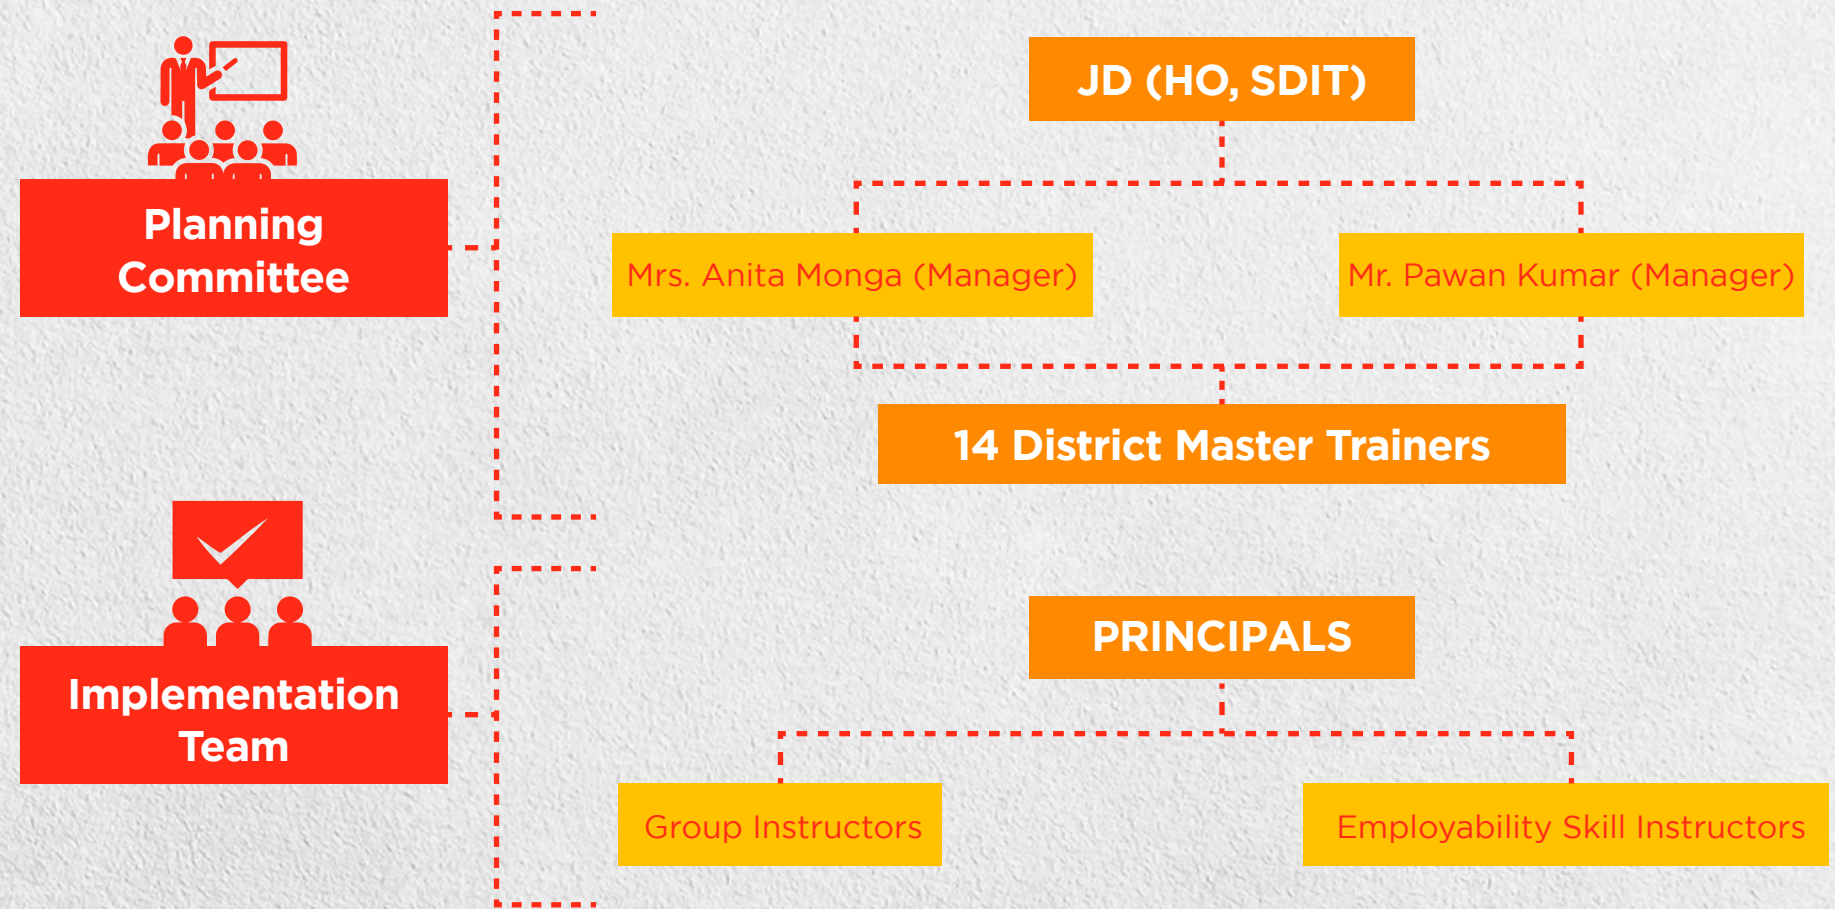 Planning
Committee
JD (HO, SDIT)
Mrs. Anita Monga (Manager)
Mr. Pawan Kumar (Manager)
14 District Master Trainers
Implementation
Team
PRINCIPALS
Group Instructors
Employability Skill Instructors